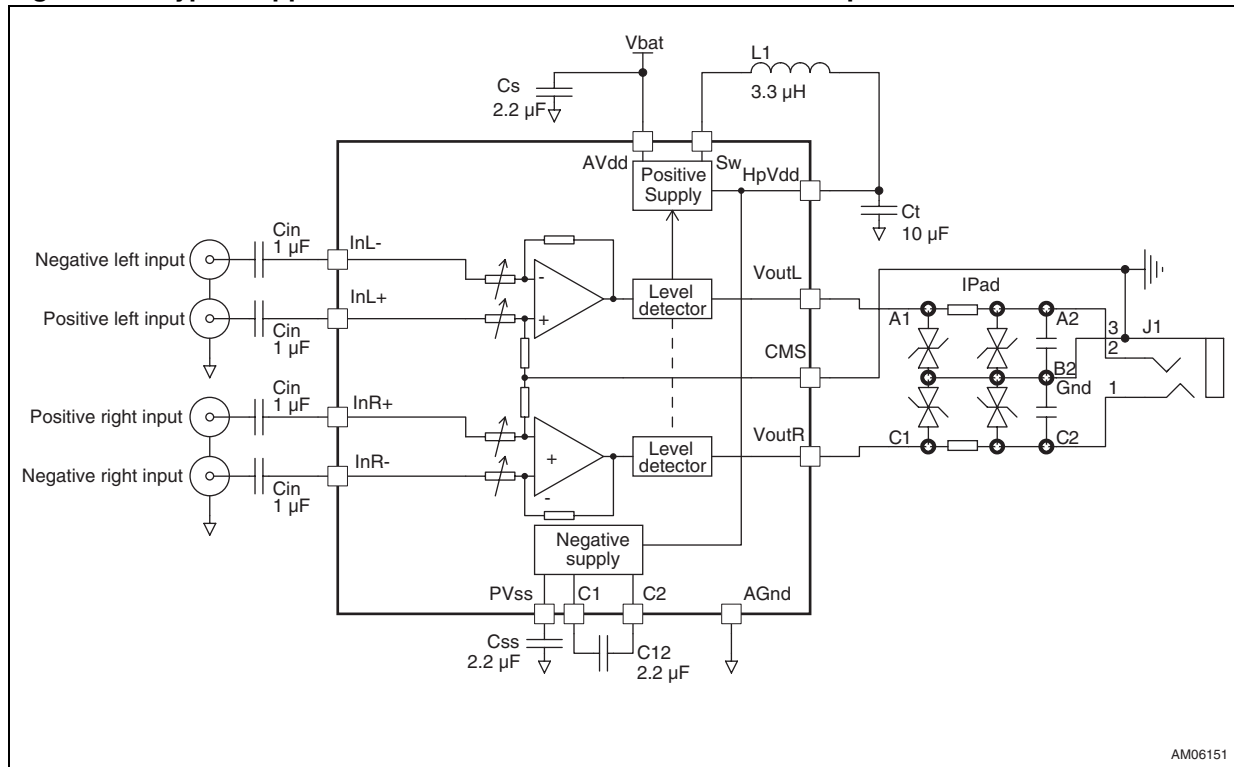 Vbat
L1
3.3 µH
Cs
2.2 µF
AVdd
Sw
Positive
Supply
HpVdd
Ct
10 µF
Negative left input
Cin
1 µF
InL-
Positive left input
Cin
1 µF
InL+
-
+
Level
detector
VoutL
IPad
A1
A2
3
J1
2
CMS
B2
Gnd
1
Positive right input
Cin
1 µF
InR+
Negative right input
Cin
1 µF
InR-
+
-
Level
detector
VoutR
C1
C2
Negative
supply
PVss
C1
C2
AGnd
Css
2.2 µF
C12
2.2 µF
AM06151